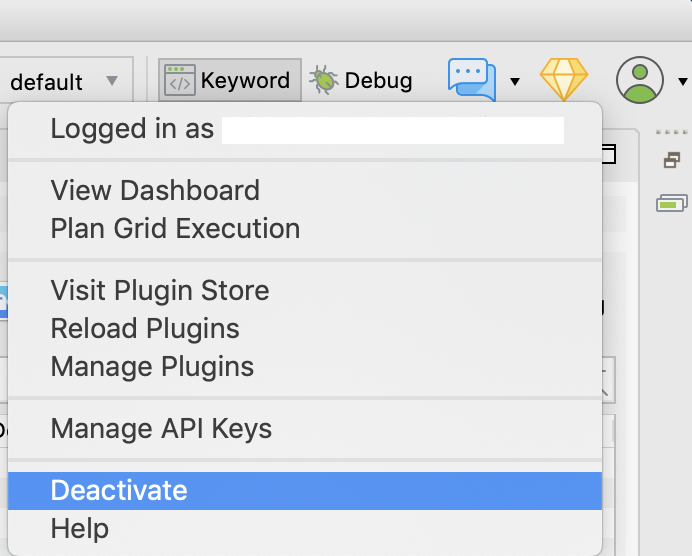 default
Keyword
Debug
Logged in as
View Dashboard
Plan Grid Execution
Visit Plugin Store
Reload Plugins
Manage Plugins
Manage API Keys
Deactivate
Help